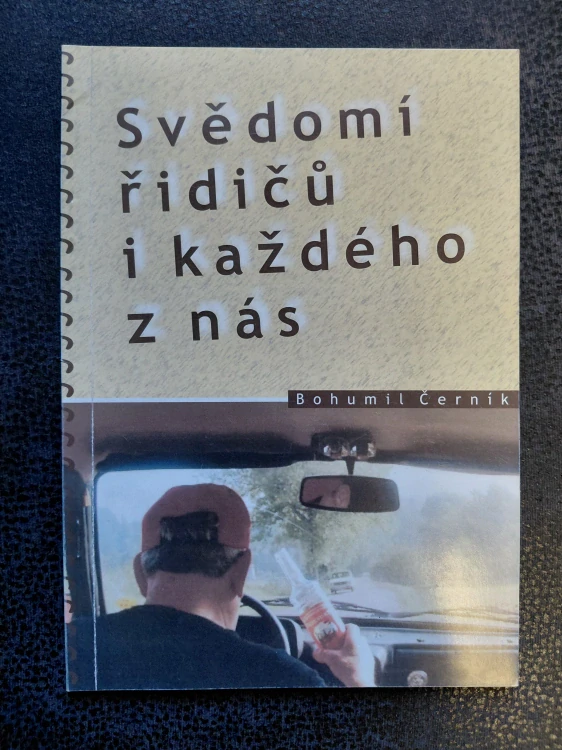 Svědomí
řidičů
i každého
z nás
Bohumil Černík